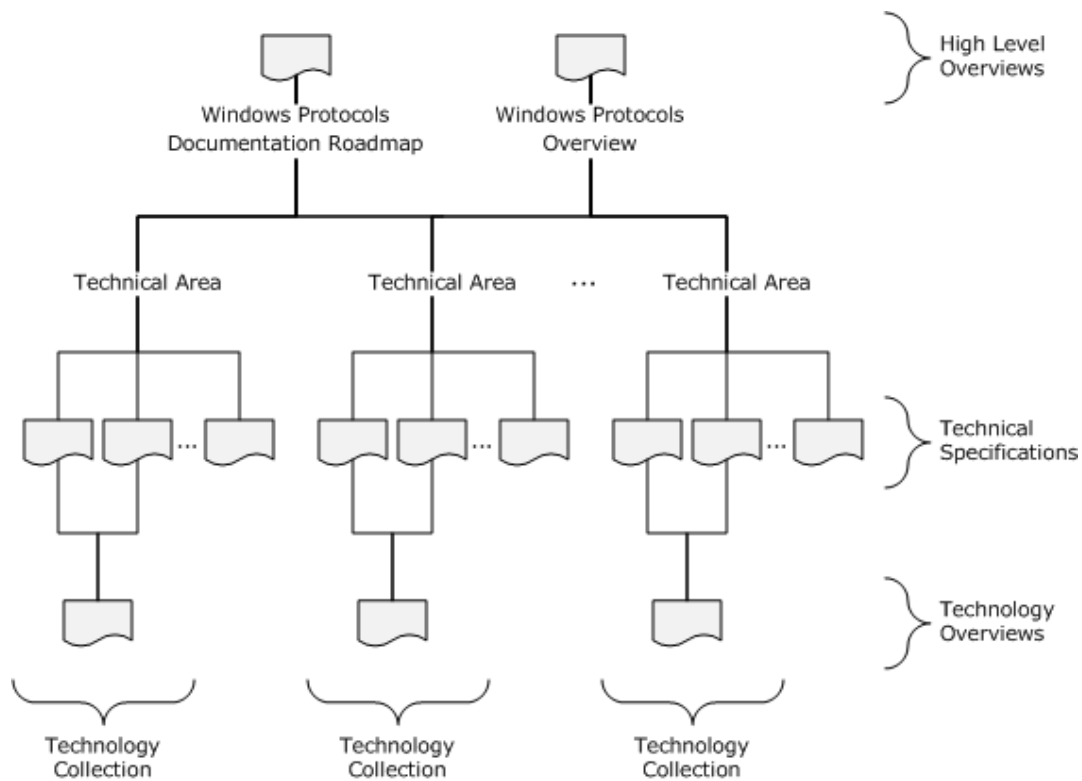 High Level
Overviews
Windows Protocols
Documentation Roadmap
Windows Protocols
Overview
Technical Area
Technical Area
...
Technical Area
...
...
...
Technical
Specifications
Technology
Overviews
Technology
Collection
Technology
Collection
Technology
Collection